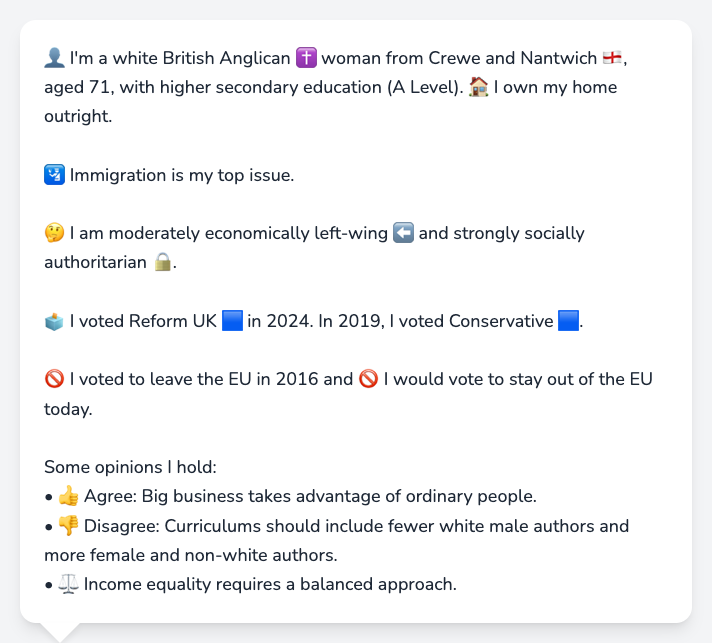 👤 I'm a white British Anglican ✝️ woman from Crewe and Nantwich 🏴󠁧󠁢󠁥󠁮󠁧󠁿,
aged 71, with higher secondary education (A Level). 🏠 I own my home
outright.
🛂 Immigration is my top issue.
🤔 I am moderately economically left-wing ⬅️ and strongly socially
authoritarian 🔒.
🗳️ I voted Reform UK 🟦 in 2024. In 2019, I voted Conservative 🟦.
🚫 I voted to leave the EU in 2016 and 🚫 I would vote to stay out of the EU
today.
Some opinions I hold:
• 👍 Agree: Big business takes advantage of ordinary people.
• 👎 Disagree: Curriculums should include fewer white male authors and
more female and non-white authors.
• ⚖️ Income equality requires a balanced approach.